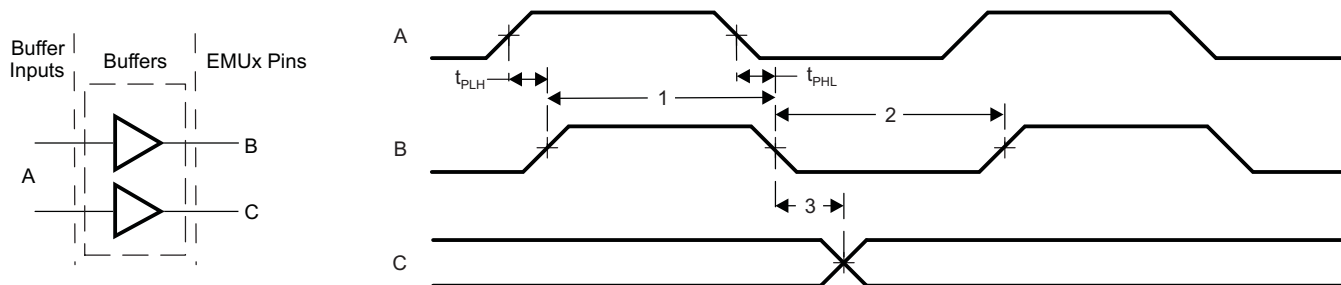 Buffer
Inputs
Buffers
EMUx Pins
A
B
C
A
t_PLH
t_PHL
1
2
B
3
C